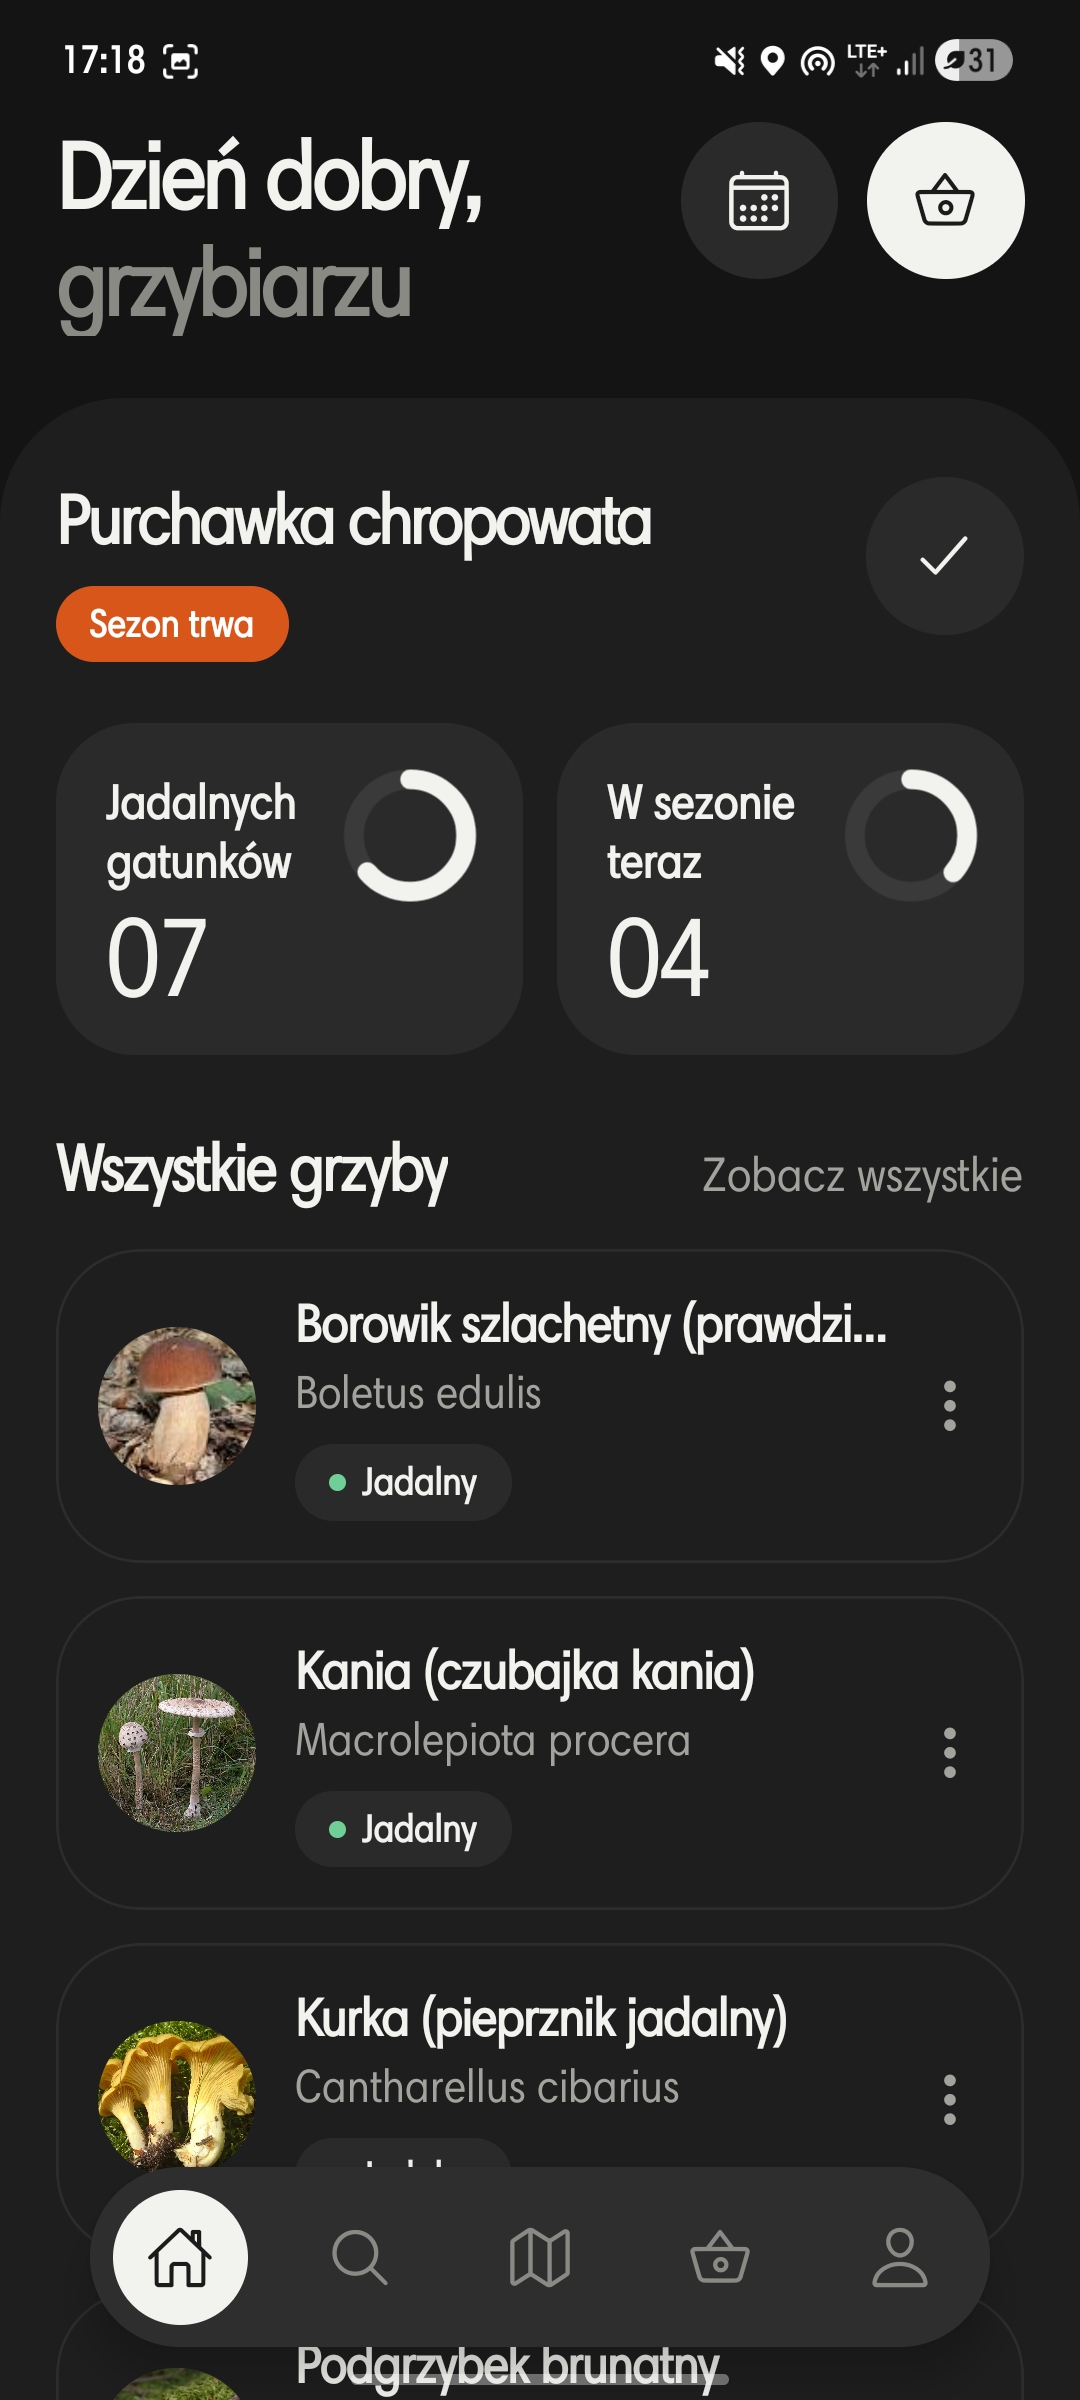 17:18
LTE+
31
Dzień dobry,
grzybiarzu
Purchawka chropowata
Sezon trwa
Jadalnych
gatunków
07
W sezonie
teraz
04
Wszystkie grzyby
Zobacz wszystkie
Borowik szlachetny (prawdzi...
Boletus edulis
Jadalny
Kania (czubajka kania)
Macrolepiota procera
Jadalny
Kurka (pieprznik jadalny)
Cantharellus cibarius
Podgrzybek brunatny